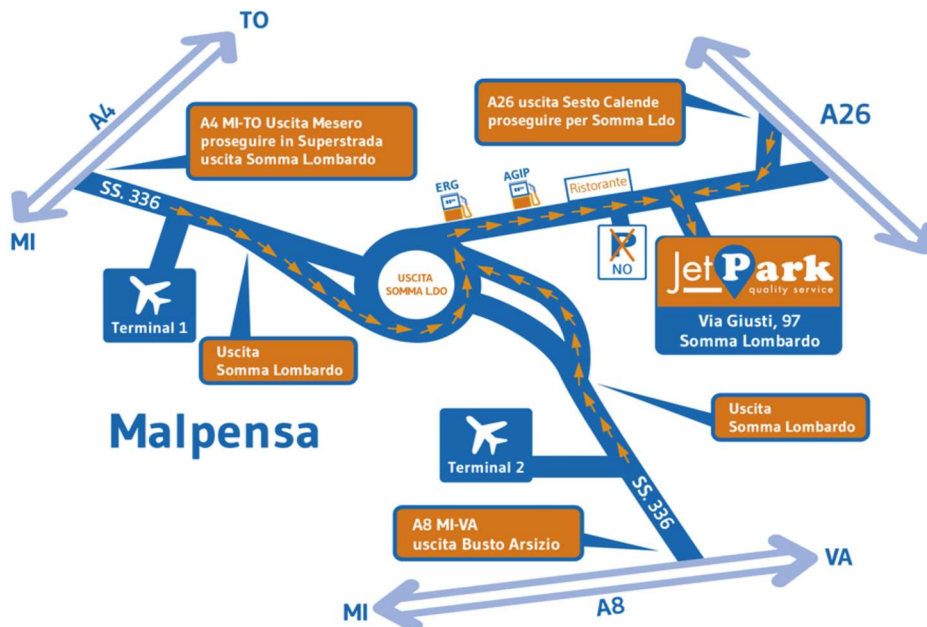 TO
A4
MI
A4 MI-TO Uscita Mesero
proseguire in Superstrada
uscita Somma Lombardo
SS. 336
A26 uscita Sesto Calende
proseguire per Somma L.do
A26
ERG
AGIP
Ristorante
P
NO
USCITA
SOMMA L.DO
Jet Park
quality service
Via Giusti, 97
Somma Lombardo
Terminal 1
Uscita
Somma Lombardo
Malpensa
Terminal 2
Uscita
Somma Lombardo
SS. 336
A8 MI-VA
uscita Busto Arsizio
VA
A8
MI